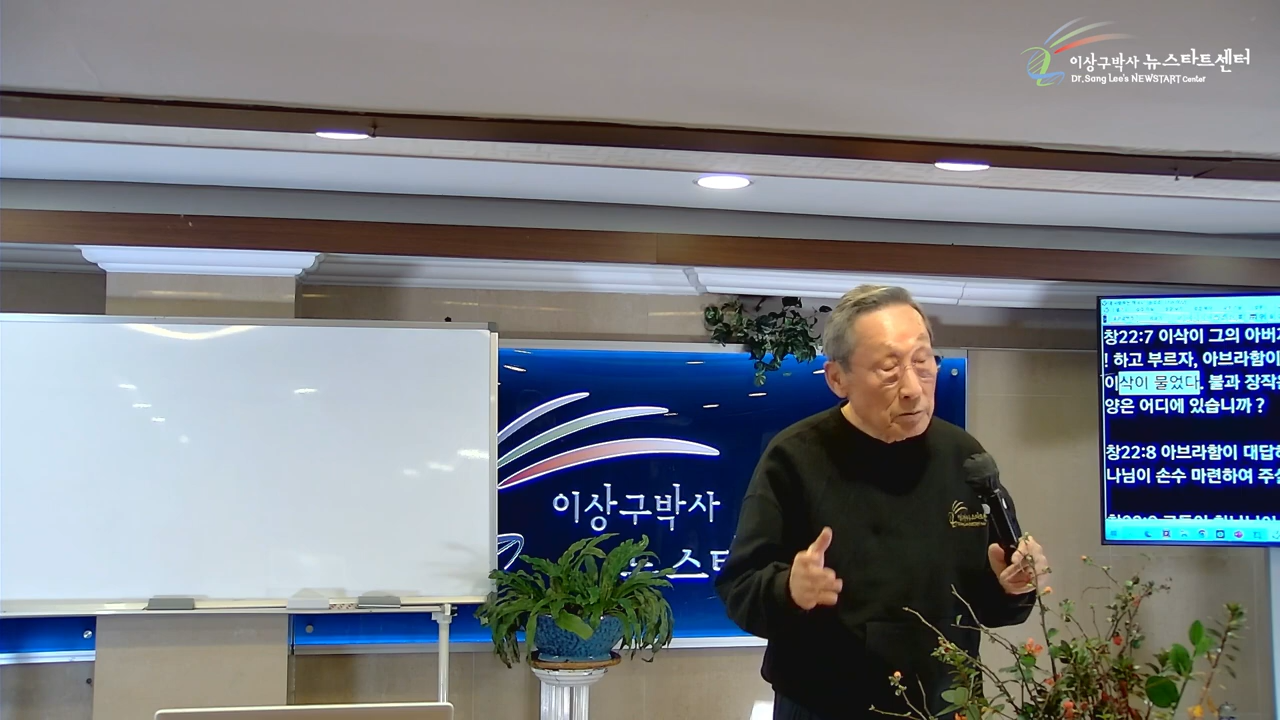 이상구박사 뉴스타트센터
Dr. Sang Lee's NEWSTART Center
이상구박사
스타
창22:7 이삭이 그의 아버지
! 하고 부르자, 아브라함이
이삭이 물었다. 불과 장작은
양은 어디에 있습니까 ?
창22:8 아브라함이 대답하
나님이 손수 마련하여 주실